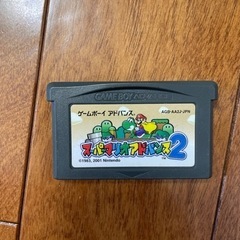 GAME BOY ADVANCE
ゲームボーイ アドバンス
AGB-AA2J-JPN
スーパーマリオアドバンス2
©1983, 2001 Nintendo